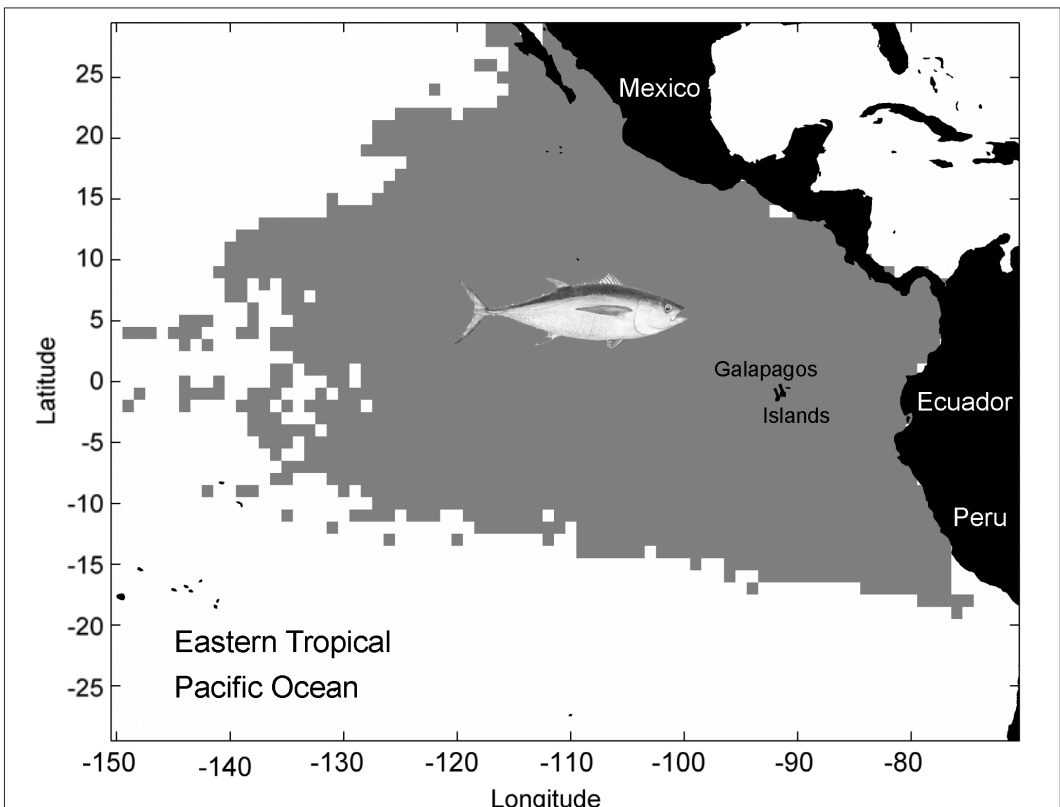 Mexico
Galapagos
Islands
Ecuador
Peru
Eastern Tropical
Pacific Ocean
Latitude
25
20
15
10
5
0
-5
-10
-15
-20
-25
-150 -140 -130 -120 -110 -100 -90 -80
Longitude